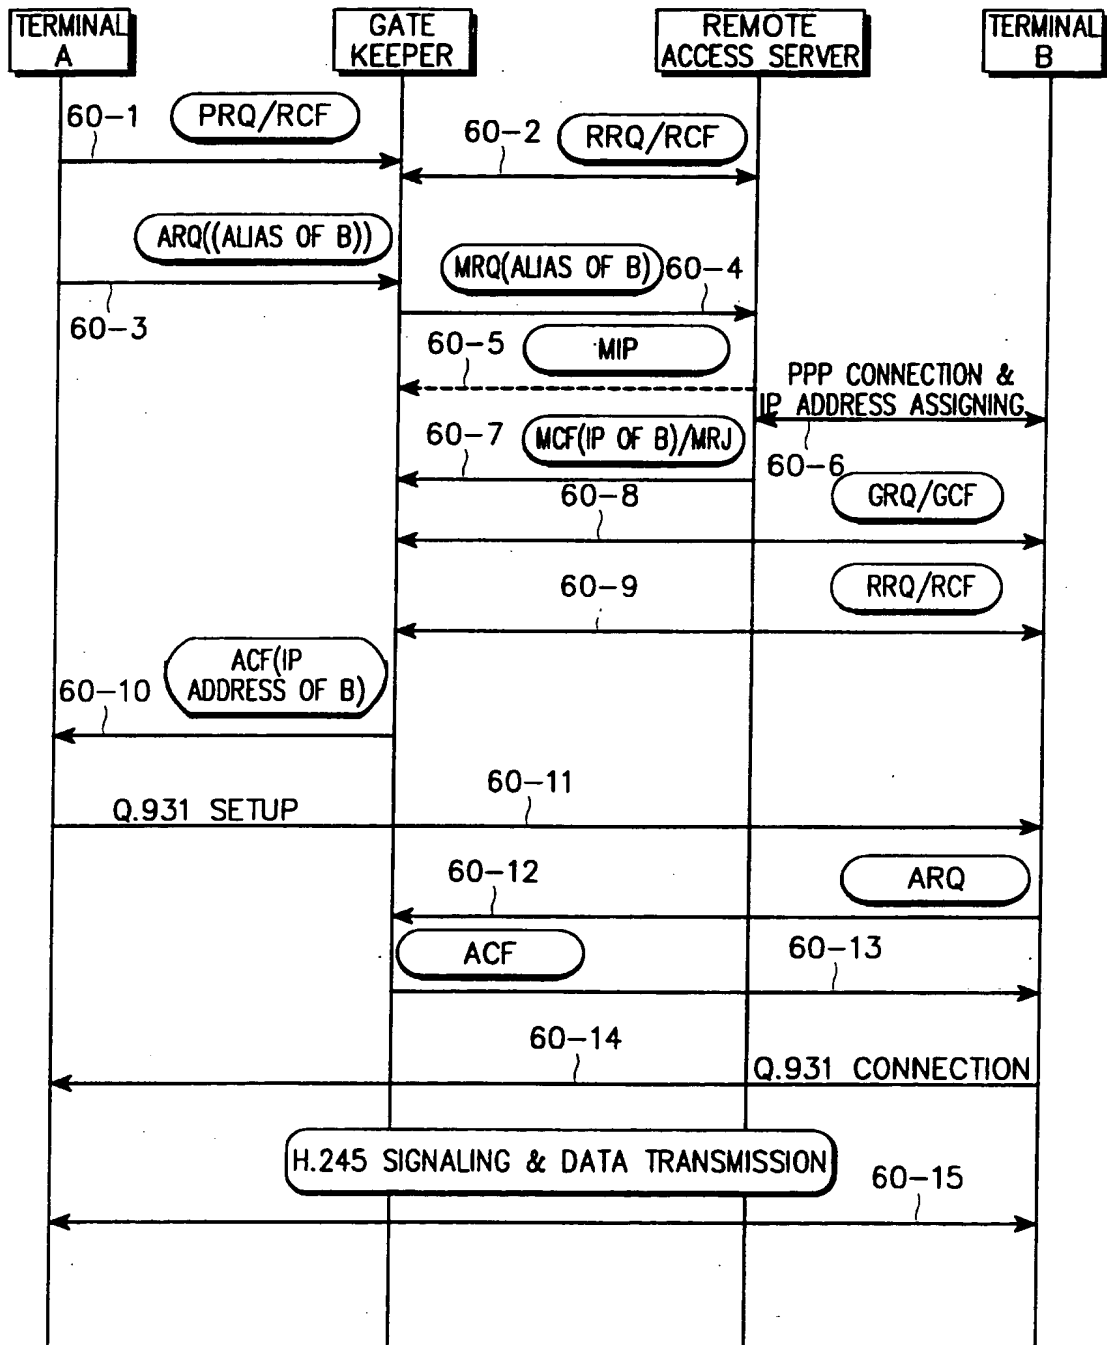 TERMINAL
A
GATE
KEEPER
REMOTE
ACCESS SERVER
TERMINAL
B
60-1
PRQ/RCF
60-2
RRQ/RCF
ARQ((ALIAS OF B))
60-3
MRQ(ALIAS OF B)
60-4
60-5
MIP
PPP CONNECTION &
IP ADDRESS ASSIGNING
60-6
60-7
MCF(IP OF B)/MRJ
60-8
GRQ/GCF
60-9
RRQ/RCF
ACF(IP
ADDRESS OF B)
60-10
60-11
Q.931 SETUP
60-12
ARQ
ACF
60-13
60-14
Q.931 CONNECTION
H.245 SIGNALING & DATA TRANSMISSION
60-15